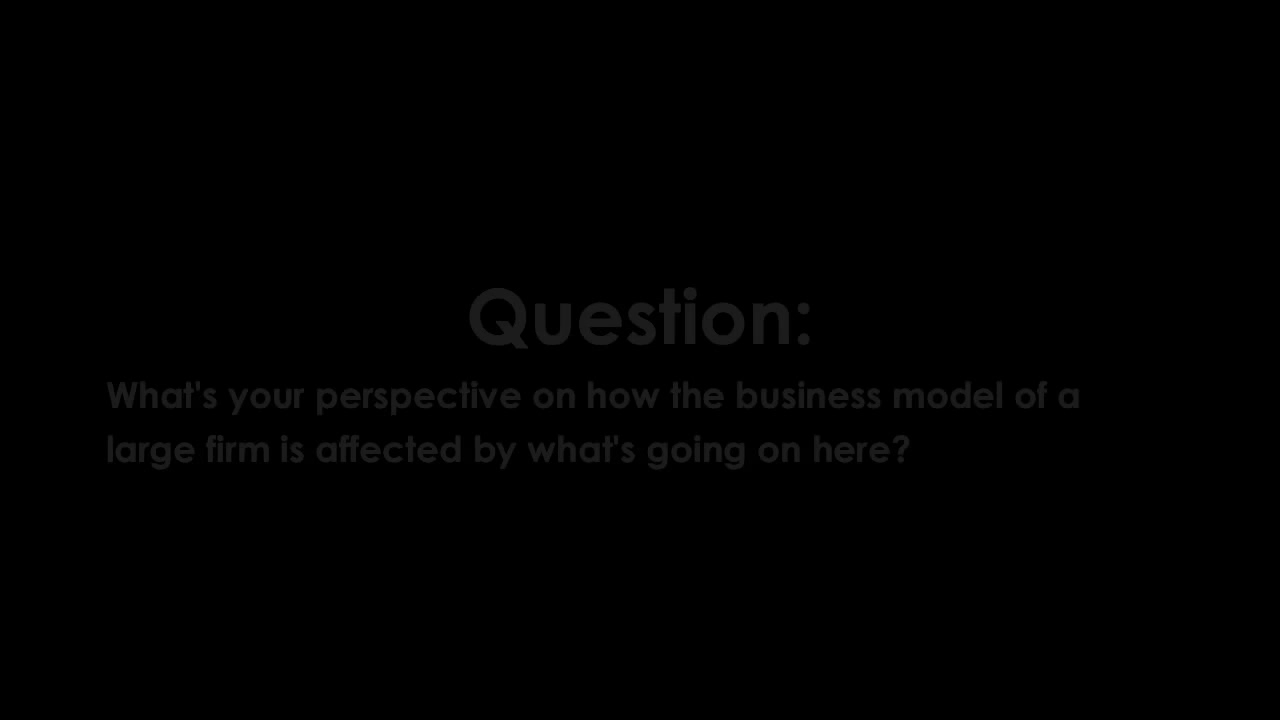 Question:
What's your perspective on how the business model of a
large firm is affected by what's going on here?